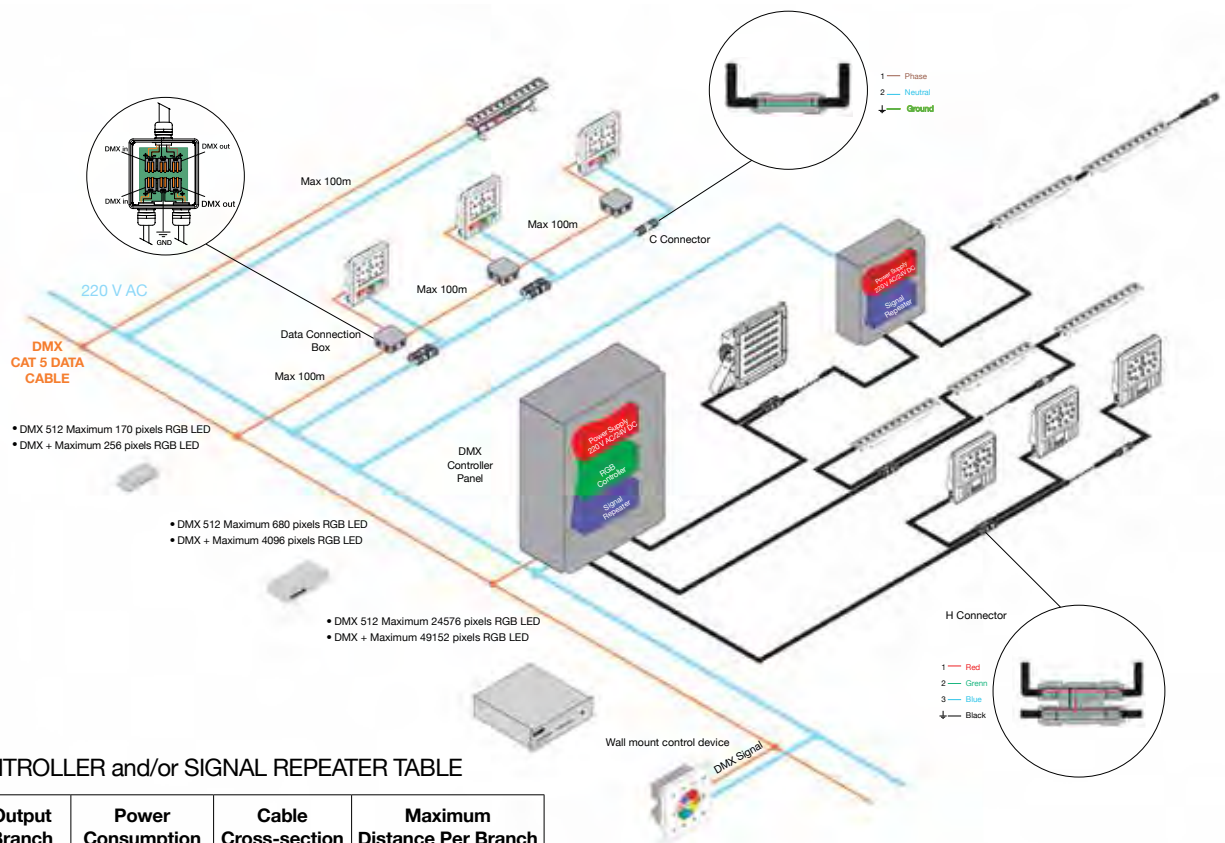 1 Phase
2 Neutral
Ground
DMX in
DMX out
DMX in
DMX out
GND
Max 100m
Max 100m
C Connector
Power Supply
220 V AC/24V DC
Signal
Repeater
220 V AC
Max 100m
Data Connection
Box
DMX
CAT 5 DATA
CABLE
Max 100m
• DMX 512 Maximum 170 pixels RGB LED
• DMX + Maximum 256 pixels RGB LED
DMX
Controller
Panel
Power Supply
220 V AC/24V DC
RGB
Controller
Signal
Repeater
• DMX 512 Maximum 680 pixels RGB LED
• DMX + Maximum 4096 pixels RGB LED
• DMX 512 Maximum 24576 pixels RGB LED
• DMX + Maximum 49152 pixels RGB LED
H Connector
1 Red
2 Grenn
3 Blue
Black
Wall mount control device
DMX Signal
NTROLLER and/or SIGNAL REPEATER TABLE
Output Power Cable Maximum
Branch Consumption Cross-section Distance Per Branch